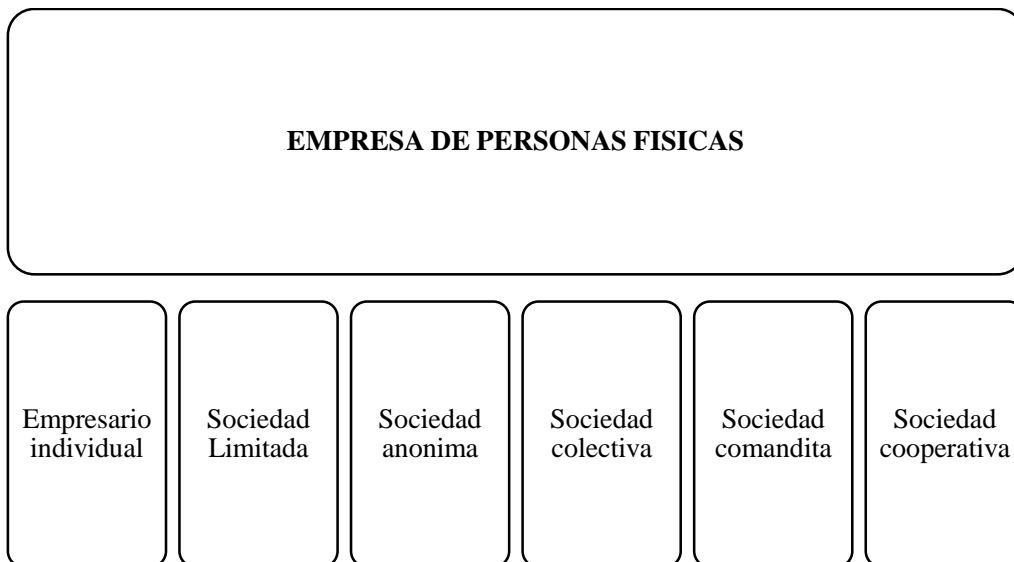 EMPRESA DE PERSONAS FISICAS
Empresario
individual
Sociedad
Limitada
Sociedad
anonima
Sociedad
colectiva
Sociedad
comandita
Sociedad
cooperativa